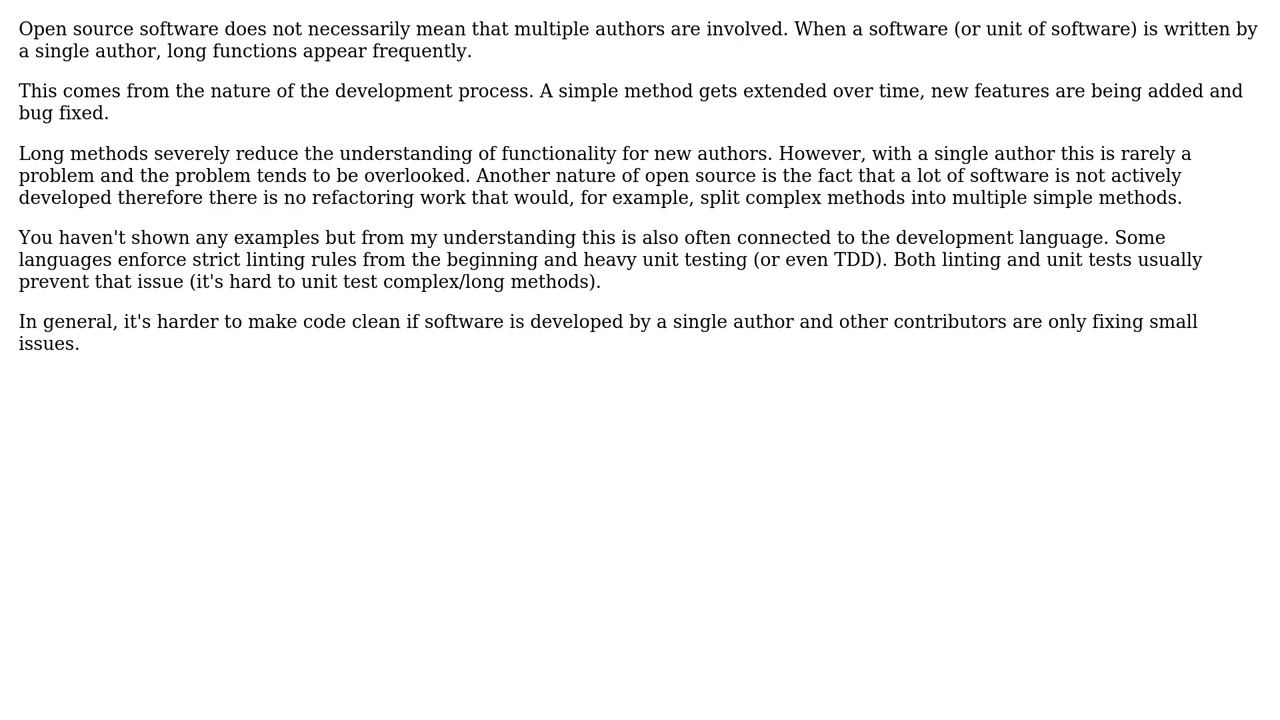 Open source software does not necessarily mean that multiple authors are involved. When a software (or unit of software) is written by
a single author, long functions appear frequently.
This comes from the nature of the development process. A simple method gets extended over time, new features are being added and
bug fixed.
Long methods severely reduce the understanding of functionality for new authors. However, with a single author this is rarely a
problem and the problem tends to be overlooked. Another nature of open source is the fact that a lot of software is not actively
developed therefore there is no refactoring work that would, for example, split complex methods into multiple simple methods.
You haven't shown any examples but from my understanding this is also often connected to the development language. Some
languages enforce strict linting rules from the beginning and heavy unit testing (or even TDD). Both linting and unit tests usually
prevent that issue (it's hard to unit test complex/long methods).
In general, it's harder to make code clean if software is developed by a single author and other contributors are only fixing small
issues.